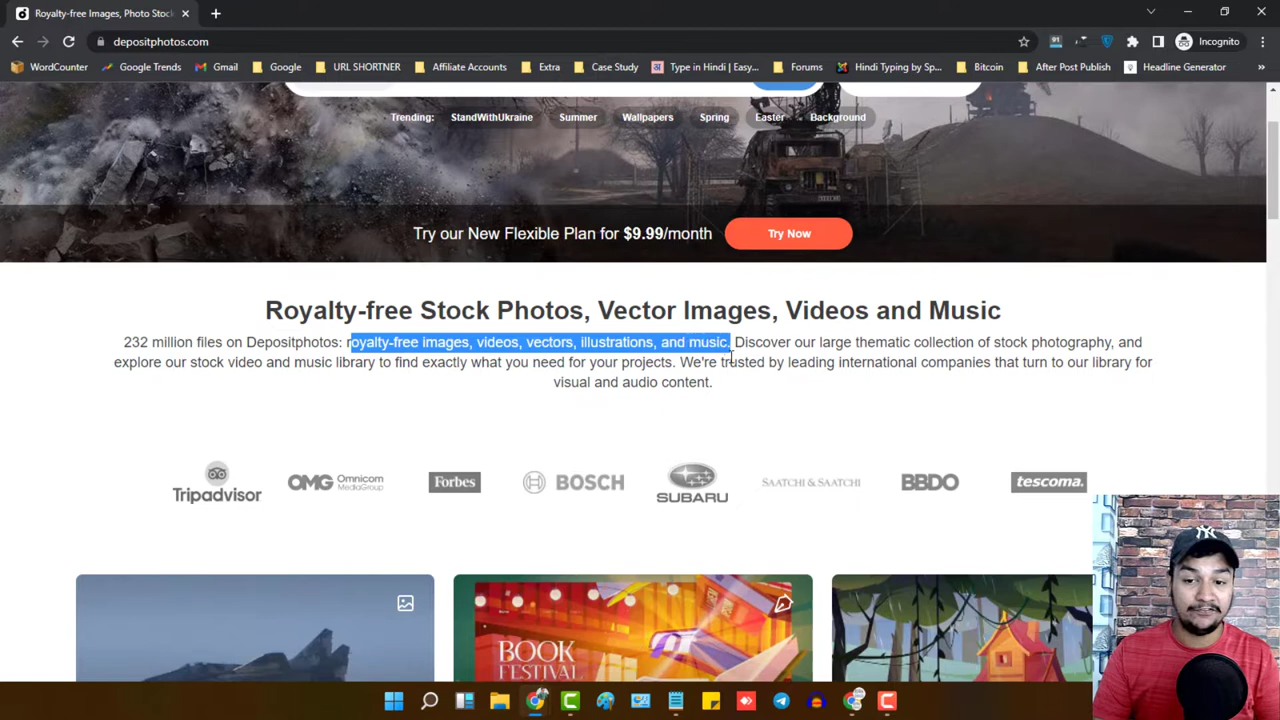 Royalty-free Images, Photo Stock
depositphotos.com
91
Incognito
WordCounter
Google Trends
Gmail
Google
URL SHORTNER
Affiliate Accounts
Extra
Case Study
Type in Hindi | Easy...
Forums
Hindi Typing by Sp...
Bitcoin
After Post Publish
Headline Generator
Trending: StandWithUkraine Summer Wallpapers Spring Easter Background
Try our New Flexible Plan for $9.99/month
Try Now
Royalty-free Stock Photos, Vector Images, Videos and Music
232 million files on Depositphotos: royalty-free images, videos, vectors, illustrations, and music. Discover our large thematic collection of stock photography, and
explore our stock video and music library to find exactly what you need for your projects. We're trusted by leading international companies that turn to our library for
visual and audio content.
Tripadvisor
OMG Omnicom MediaGroup
Forbes
BOSCH
SUBARU
SAATCHI & SAATCHI
BBDO
tescoma.
BOOK
FESTIVAL